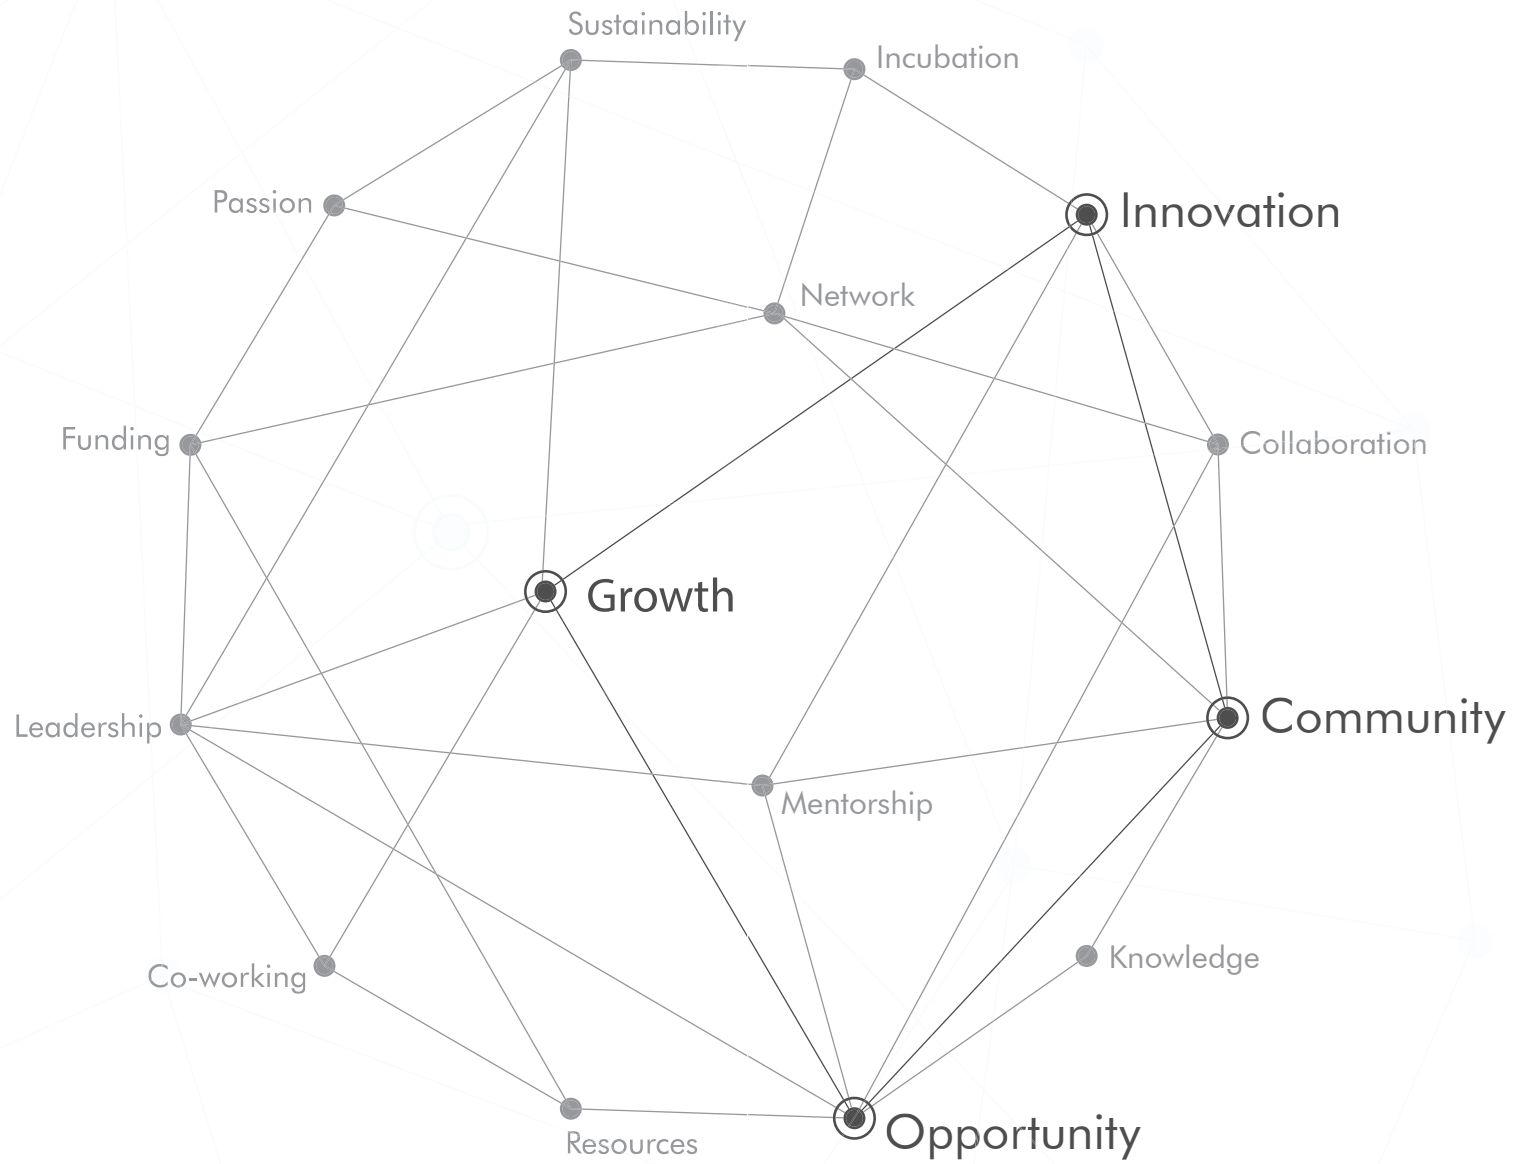 Sustainability
Incubation
Passion
Innovation
Network
Funding
Collaboration
Growth
Leadership
Community
Mentorship
Co-working
Knowledge
Resources
Opportunity